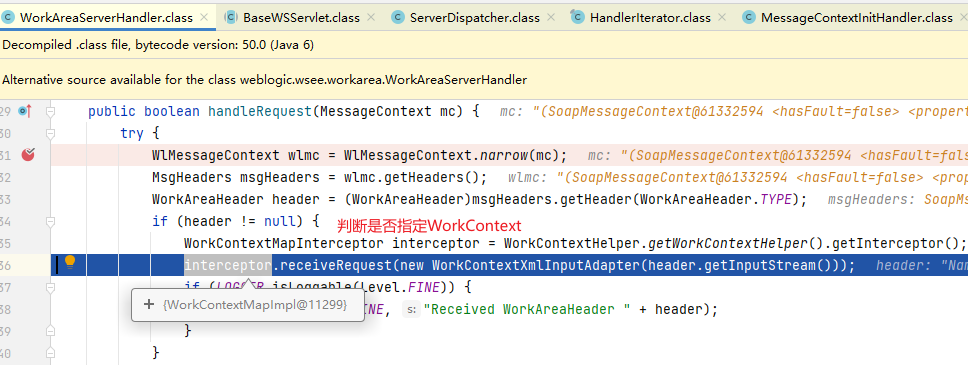 WorkAreaServerHandler.class × BaseWSServlet.class × ServerDispatcher.class × HandlerIterator.class × MessageContextInitHandler.class ×
Decompiled .class file, bytecode version: 50.0 (Java 6)
Alternative source available for the class weblogic.wsee.workarea.WorkAreaServerHandler
29 public boolean handleRequest(MessageContext mc) { mc: "(SoapMessageContext@61332594 <hasFault=false> <propert
30 try {
31 WlMessageContext wlmc = WlMessageContext.narrow(mc); mc: "(SoapMessageContext@61332594 <hasFault=fals
32 MsgHeaders msgHeaders = wlmc.getHeaders(); wlmc: "(SoapMessageContext@61332594 <hasFault=false> <prop
33 WorkAreaHeader header = (WorkAreaHeader)msgHeaders.getHeader(WorkAreaHeader.TYPE); msgHeaders: SoapMs
34 if (header != null) { 判断是否指定WorkContext
35 WorkContextMapInterceptor interceptor = WorkContextHelper.getWorkContextHelper().getInterceptor();
36 interceptor.receiveRequest(new WorkContextXmlInputAdapter(header.getInputStream())); header: "Nam
37 if (LOGGER.isLoggable(Level.FINE)) {
+ {WorkContextMapImpl@11299}
38 INE, s: "Received WorkAreaHeader " + header);
39 }
40 }